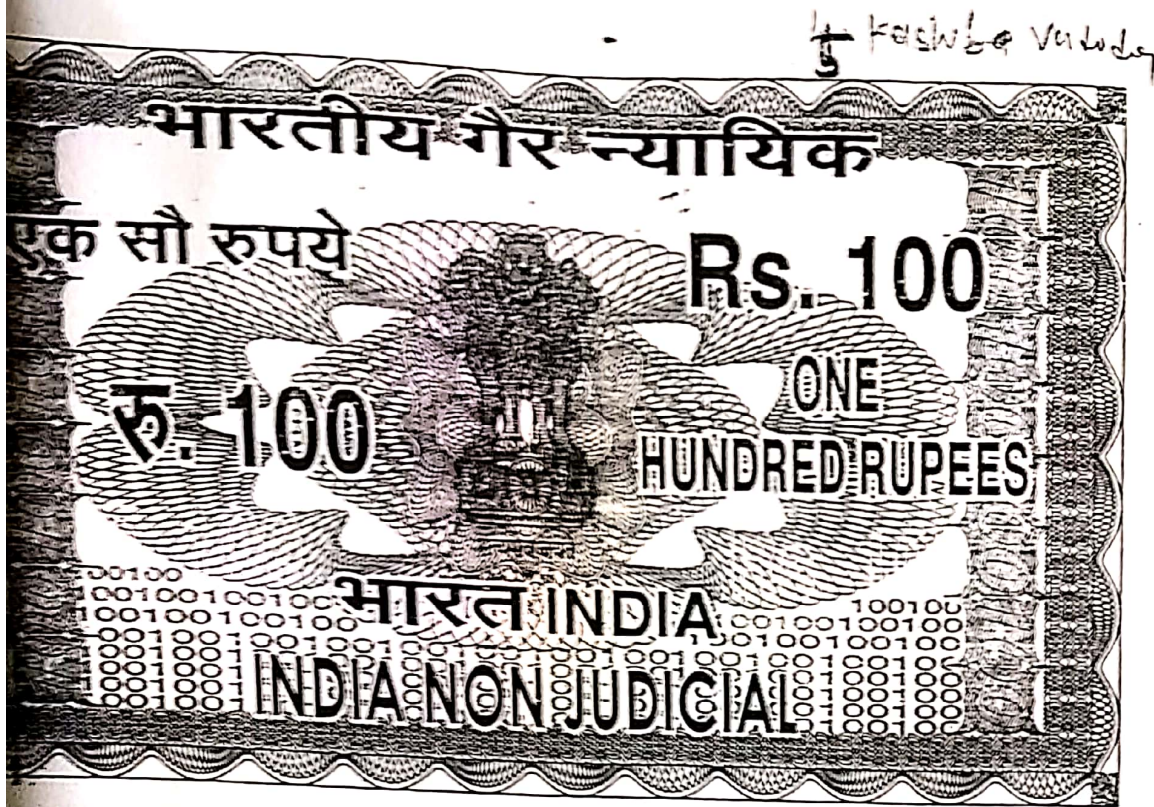 भारतीय गैर न्यायिक
एक सौ रुपये
Rs. 100
रु. 100
ONE
HUNDRED RUPEES
भारत INDIA
INDIA NON JUDICIAL